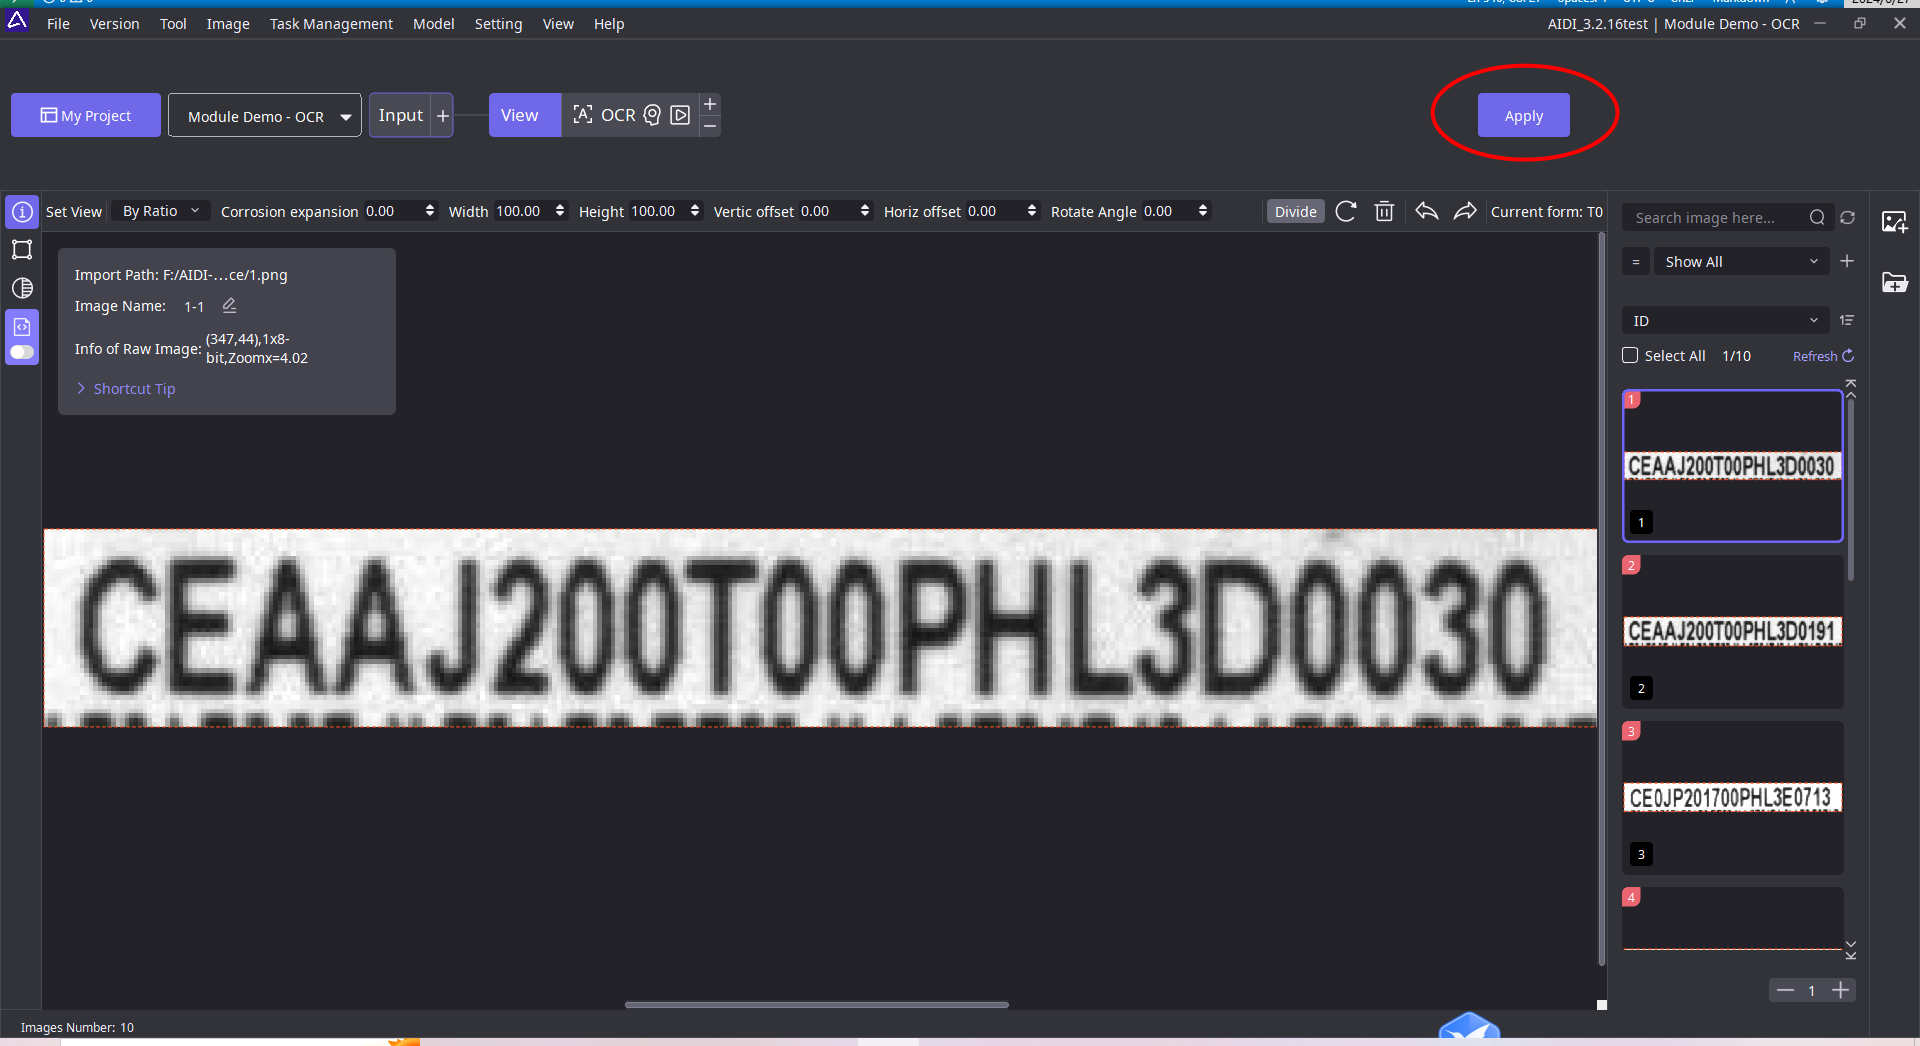 File Version Tool Image Task Management Model Setting View Help
AIDI_3.2.16test | Module Demo - OCR
My Project
Module Demo - OCR
Input +
View
OCR
Apply
Set View By Ratio Corrosion expansion 0.00 Width 100.00 Height 100.00 Vertic offset 0.00 Horiz offset 0.00 Rotate Angle 0.00 Divide Current form: T0
Import Path: F:/AIDI-...ce/1.png
Image Name: 1-1
Info of Raw Image: (347,44),1x8-
bit,Zoomx=4.02
Shortcut Tip
CEAAJ200T00PHL3D0030
Search image here...
= Show All
ID
Select All 1/10 Refresh
1
CEAAJ200T00PHL3D0030
1
2
CEAAJ200T00PHL3D0191
2
3
CE0JP201700PHL3E0713
3
4
1
Images Number: 10